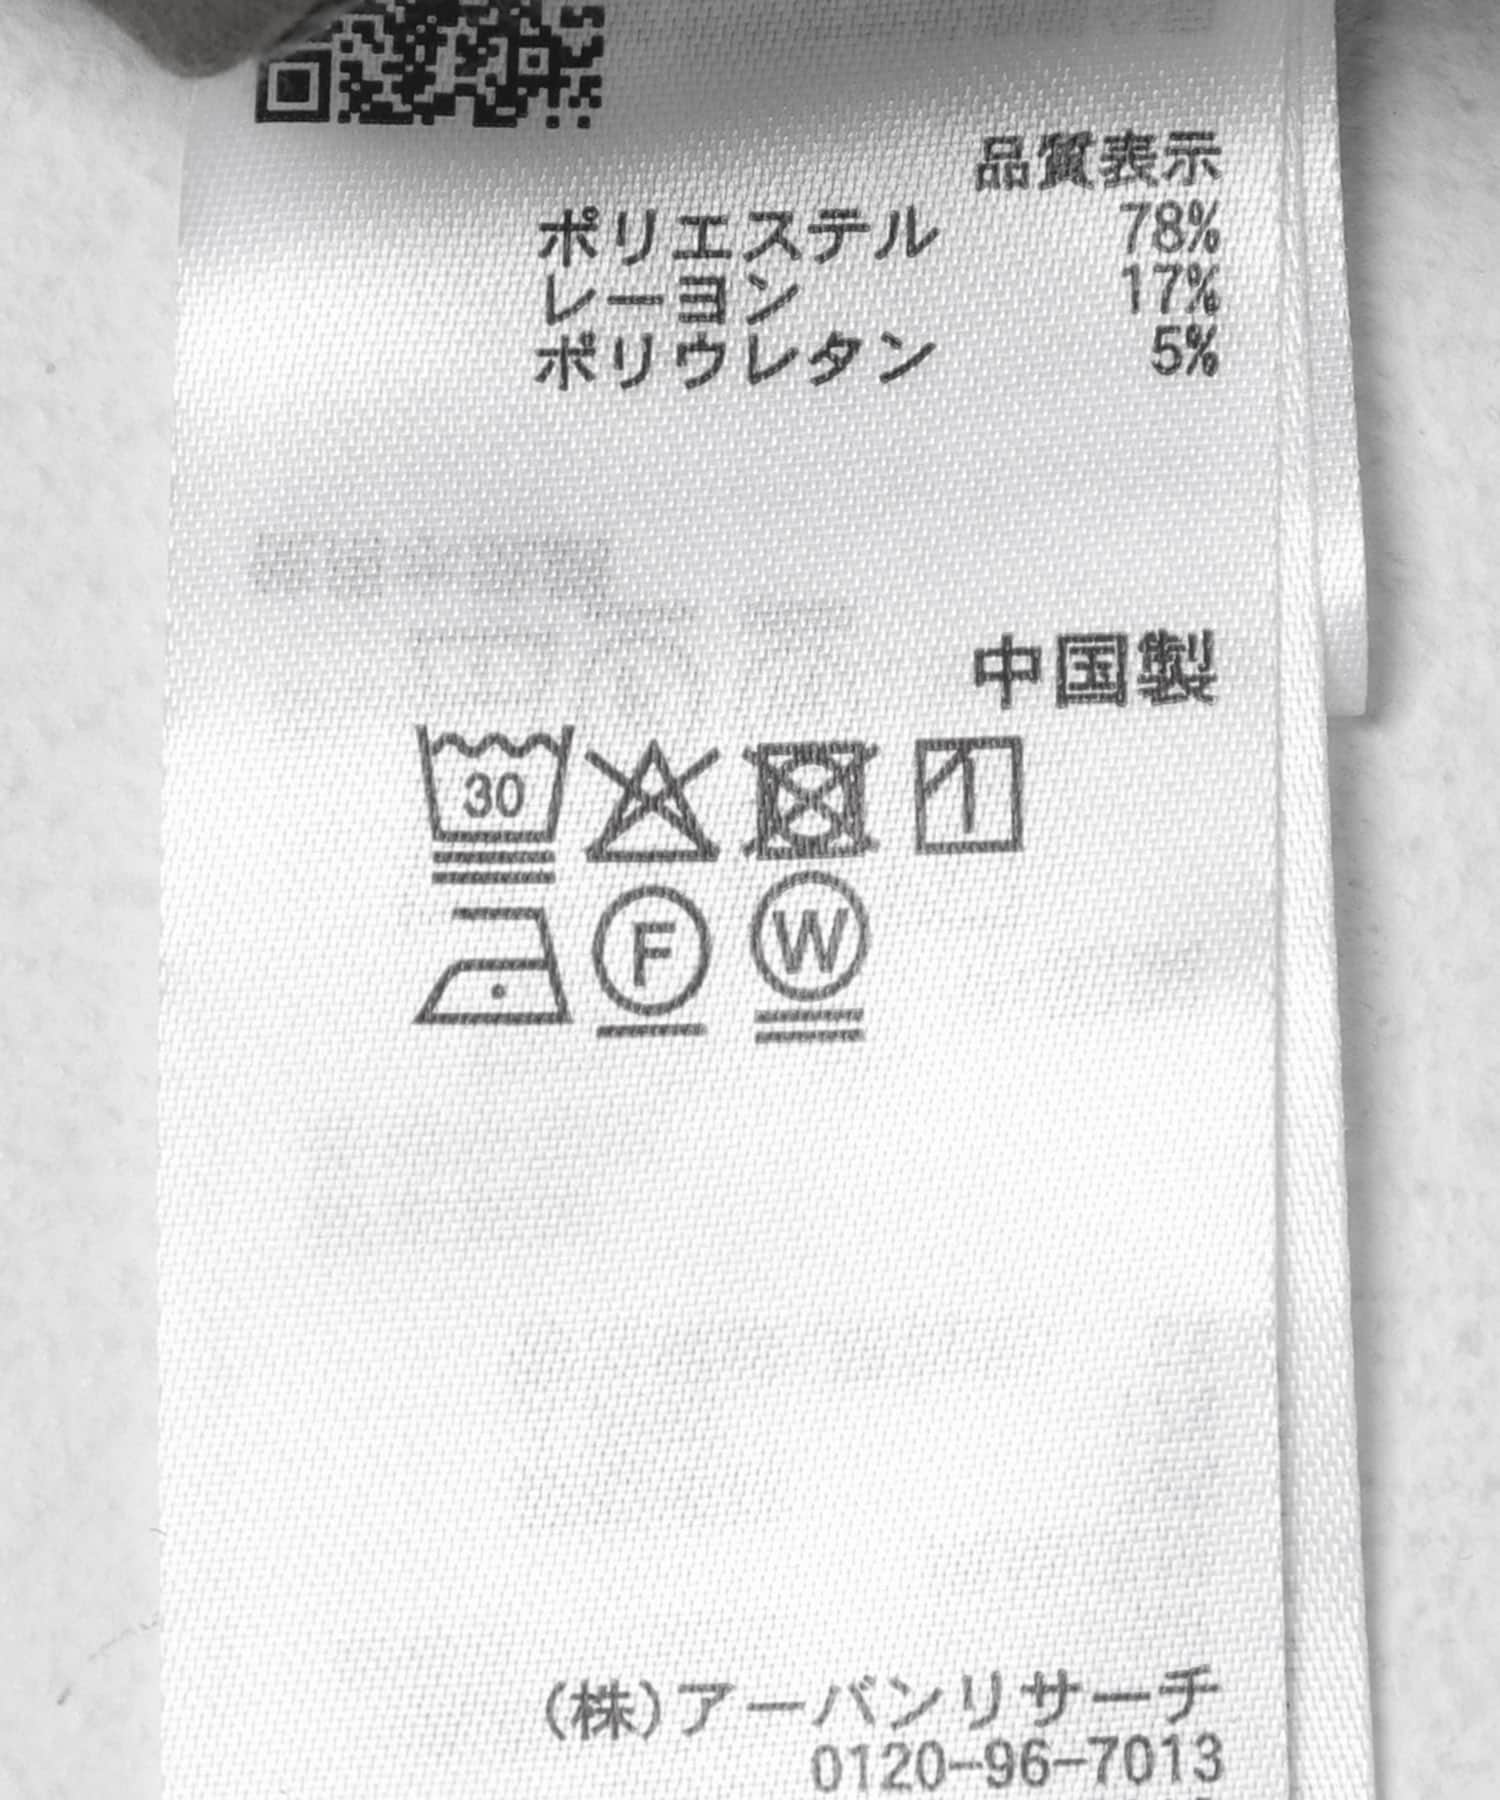 品質表示
ポリエステル 78%
レーヨン 17%
ポリウレタン 5%
中国製
30
F W
(株)アーバンリサーチ
0120-96-7013